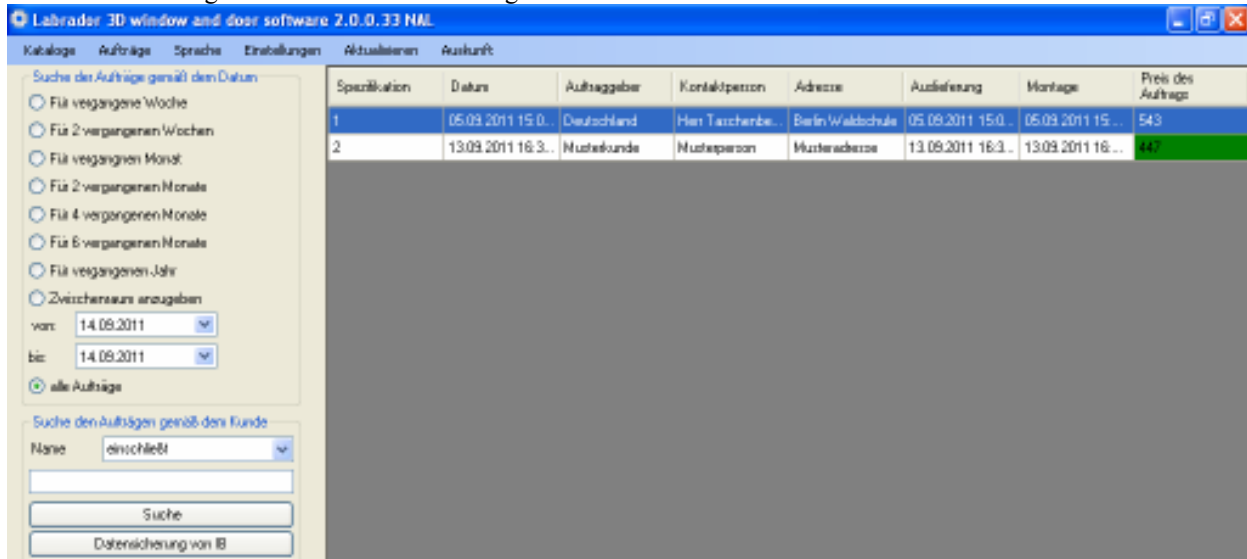 Labrador 3D window and door software 2.0.0.33 NAL
Kataloge Aufträge Sprache Einstellungen Aktualisieren Auskunft
Suche der Aufträge gemäß dem Datum
Für vergangene Woche
Für 2 vergangenen Wochen
Für vergangnen Monat
Für 2 vergangenen Monate
Für 4 vergangenen Monate
Für 6 vergangenen Monate
Für vergangenen Jahr
Zwischenraum anzugeben
von: 14.09.2011
bis: 14.09.2011
alle Aufträge
Suche den Aufträgen gemäß dem Kunde
Name einschließt
Suche
Datensicherung von IB
Spezifikation Datum Auftraggeber Kontaktperson Adresse Auslieferung Montage Preis des
Auftrags
1 05.09.2011 15:0... Deutschland Herr Taschenbe... Berlin Waldschule 05.09.2011 15:0... 05.09.2011 15:... 543
2 13.09.2011 16:3... Musterkunde Musterperson Musteradresse 13.09.2011 16:3... 13.09.2011 16:... 447